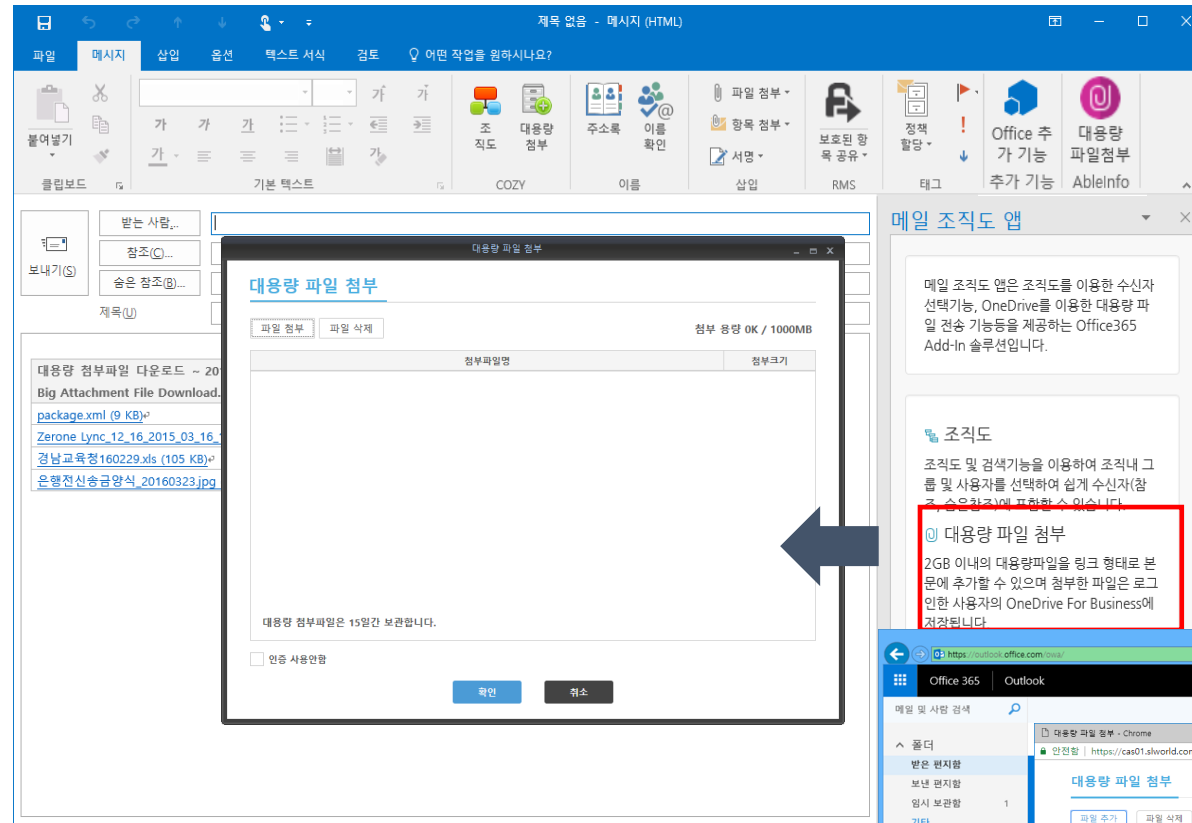 제목 없음 - 메시지 (HTML)
파일 메시지 삽입 옵션 텍스트 서식 검토 어떤 작업을 원하시나요?
붙여넣기
클립보드
가 가 가 가
기본 텍스트
조
직도
대용량
첨부
COZY
주소록
이름
확인
이름
파일 첨부
항목 첨부
서명
삽입
보호된 항
목 공유
RMS
정책
할당
태그
Office 추
가 기능
추가 기능
대용량
파일첨부
AbleInfo
보내기(S)
받는 사람...
참조(C)...
숨은 참조(B)...
제목(U)
대용량 첨부파일 다운로드 ~ 20
Big Attachment File Download.
package.xml (9 KB)
Zerone Lync_12_16_2015_03_16_
경남교육청160229.xls (105 KB)
은행전신송금양식_20160323.jpg
대용량 파일 첨부
대용량 파일 첨부
파일 첨부 파일 삭제
첨부 용량 0K / 1000MB
첨부파일명 첨부크기
대용량 첨부파일은 15일간 보관합니다.
인증 사용안함
확인 취소
메일 조직도 앱
메일 조직도 앱은 조직도를 이용한 수신자
선택기능, OneDrive를 이용한 대용량 파
일 전송 기능등을 제공하는 Office365
Add-In 솔루션입니다.
조직도
조직도 및 검색기능을 이용하여 조직내 그
룹 및 사용자를 선택하여 쉽게 수신자(참
조, 숨은참조)에 포함할 수 있습니다.
대용량 파일 첨부
2GB 이내의 대용량파일을 링크 형태로 본
문에 추가할 수 있으며 첨부한 파일은 로그
인한 사용자의 OneDrive For Business에
저장됩니다.
https://outlook.office.com/owa/
Office 365 Outlook
메일 및 사람 검색
폴더
받은 편지함
보낸 편지함
임시 보관함 1
기타
대용량 파일 첨부 - Chrome
안전함 https://cas01.slworld.com
대용량 파일 첨부
파일 추가 파일 삭제